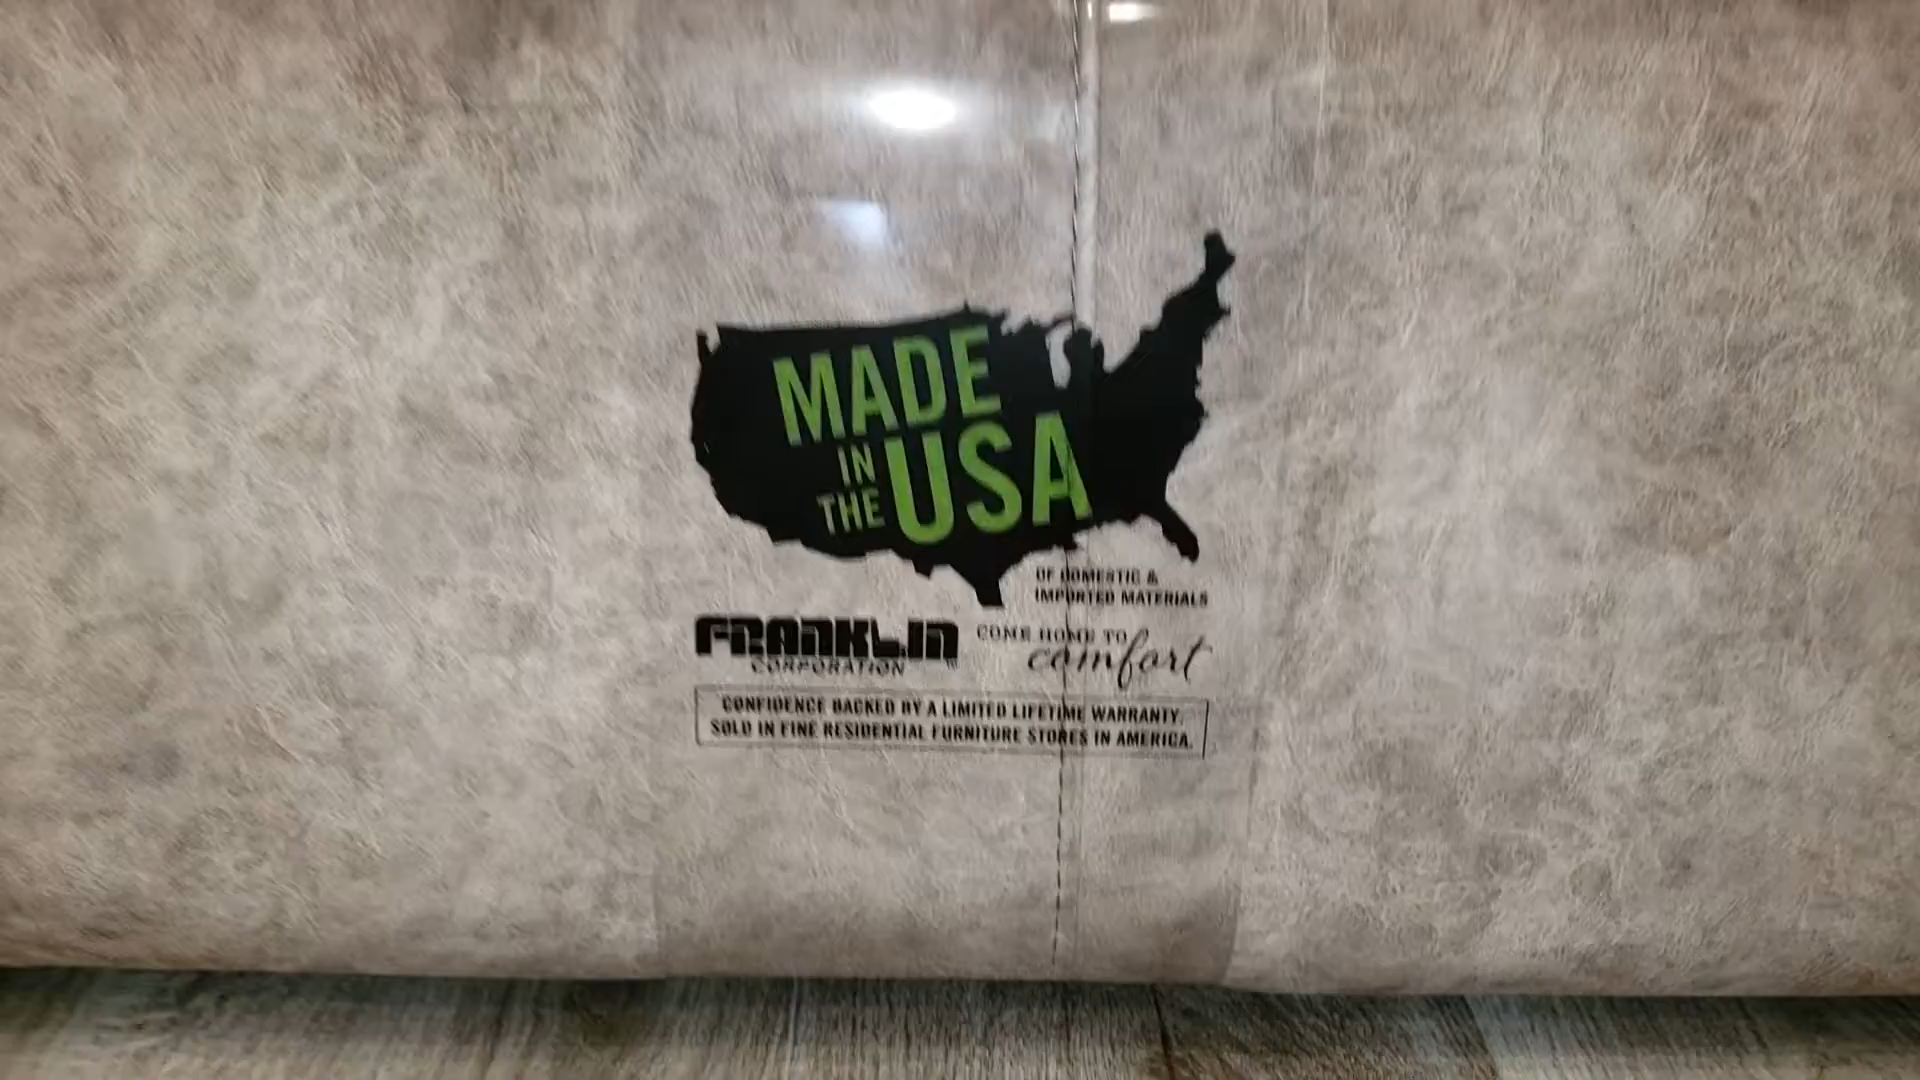 MADE
IN
THE USA
OF DOMESTIC &
IMPORTED MATERIALS
FRANKLIN
CORPORATION
COME HOME TO
comfort
CONFIDENCE BACKED BY A LIMITED LIFETIME WARRANTY.
SOLD IN FINE RESIDENTIAL FURNITURE STORES IN AMERICA.